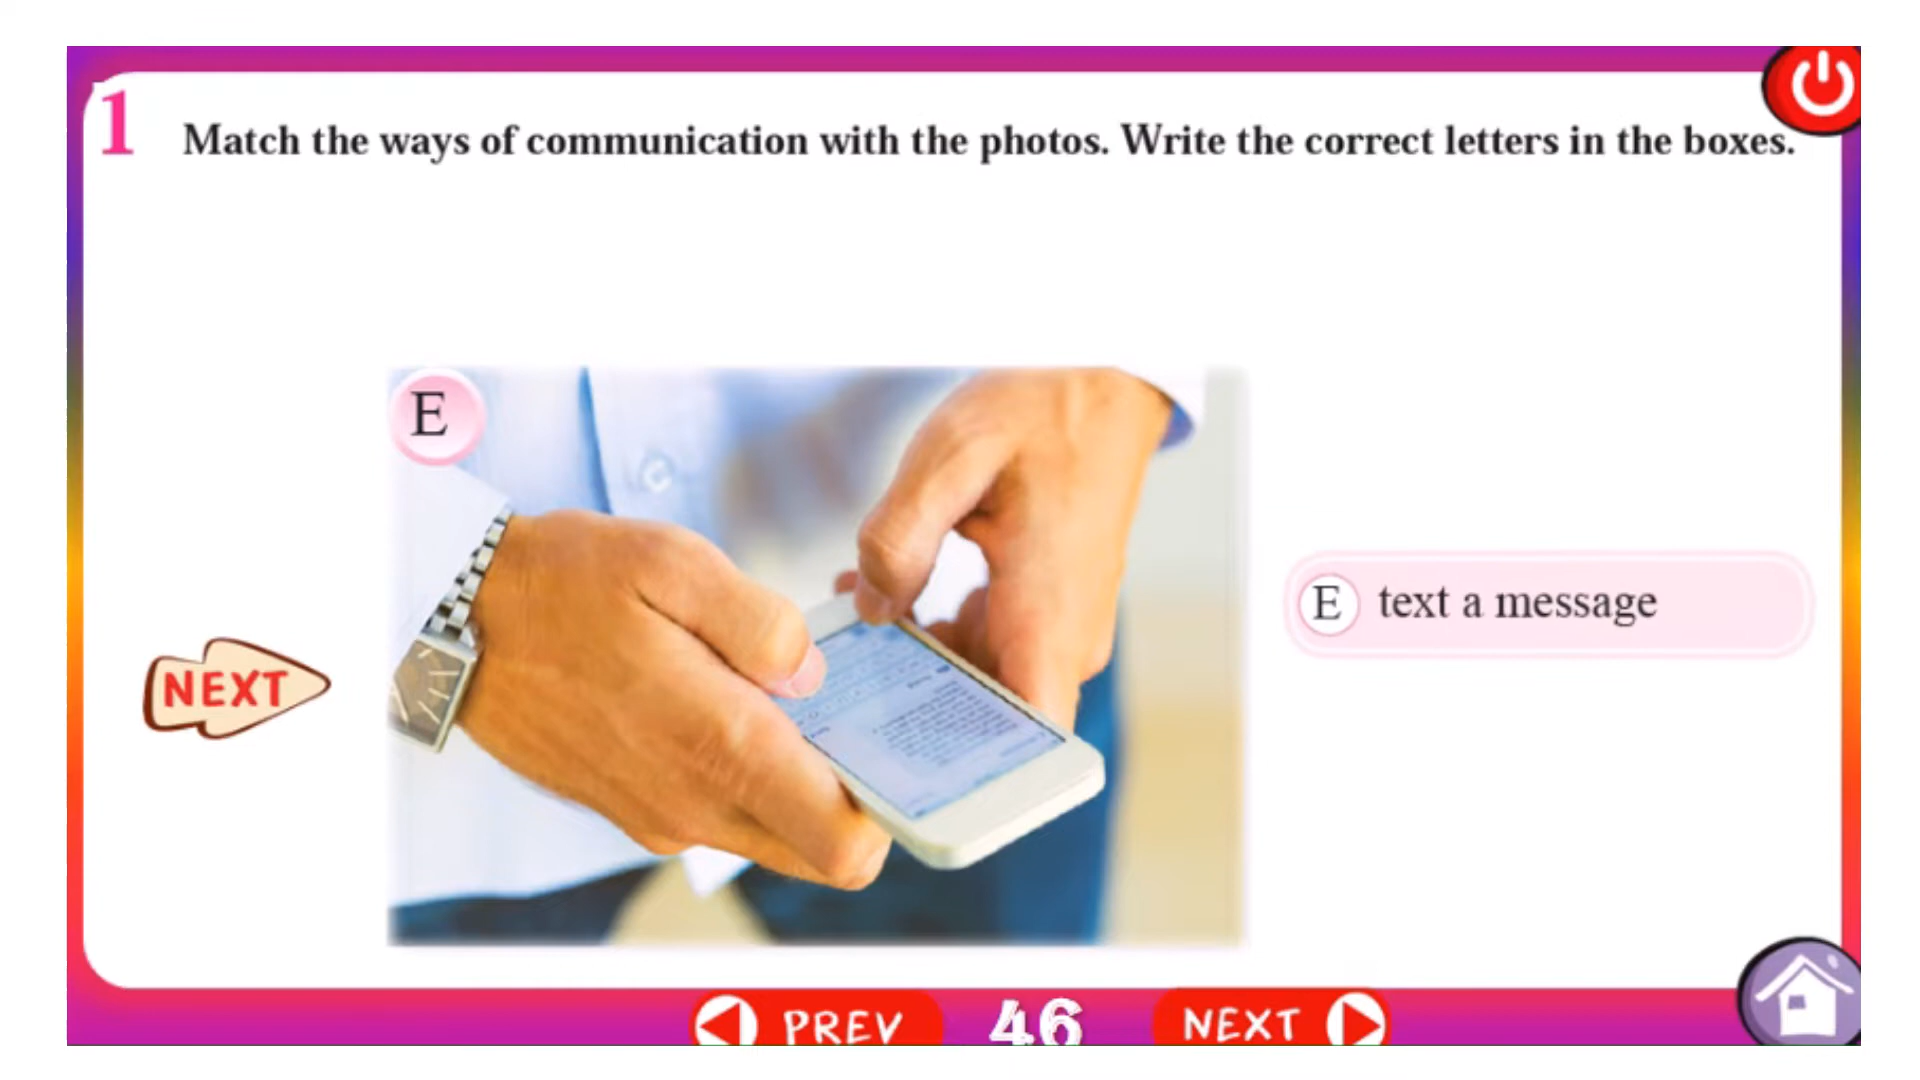 1 Match the ways of communication with the photos. Write the correct letters in the boxes.
E
E text a message
NEXT
PREV 46 NEXT